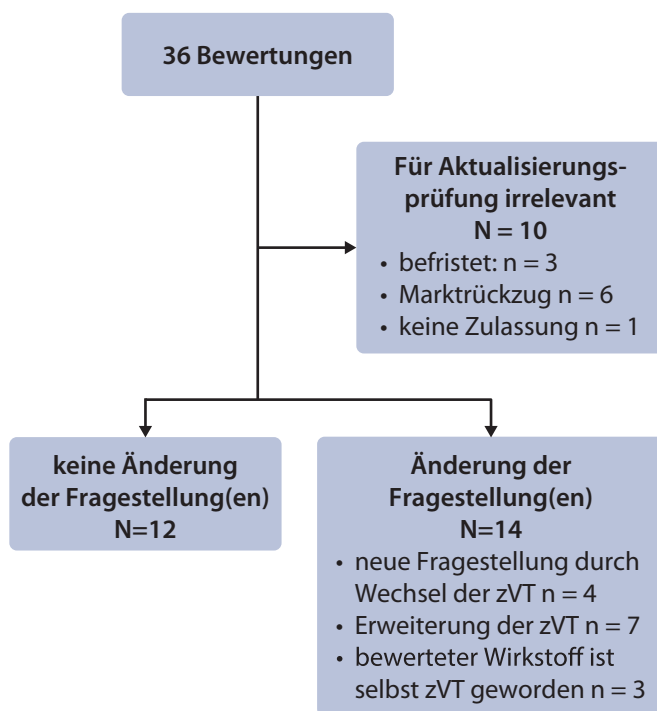 36 Bewertungen
Für Aktualisierungs-
prüfung irrelevant
N = 10
• befristet: n = 3
• Marktrückzug n = 6
• keine Zulassung n = 1
keine Änderung
der Fragestellung(en)
N=12
Änderung der
Fragestellung(en)
N=14
• neue Fragestellung durch
Wechsel der zVT n = 4
• Erweiterung der zVT n = 7
• bewerteter Wirkstoff ist
selbst zVT geworden n = 3